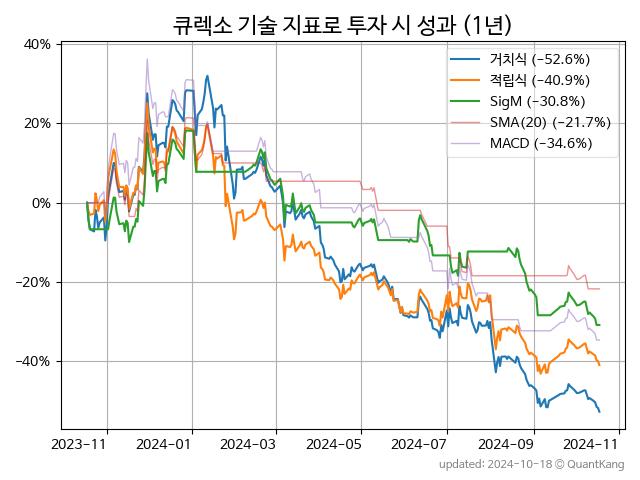 큐렉소 기술 지표로 투자 시 성과 (1년)
40%
20%
0%
−20%
−40%
거치식 (−52.6%)
적립식 (−40.9%)
SigM (−30.8%)
SMA(20) (−21.7%)
MACD (−34.6%)
2023-11
2024-01
2024-03
2024-05
2024-07
2024-09
2024-11
updated: 2024-10-18 © QuantKang